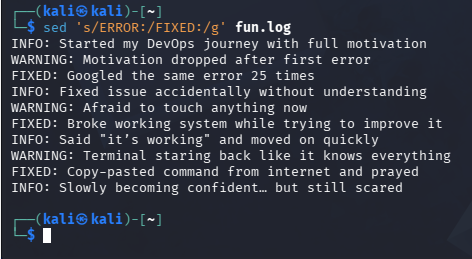 ┌──(kali㉿kali)-[~]
└─$ sed 's/ERROR:/FIXED:/g' fun.log
INFO: Started my DevOps journey with full motivation
WARNING: Motivation dropped after first error
FIXED: Googled the same error 25 times
INFO: Fixed issue accidentally without understanding
WARNING: Afraid to touch anything now
FIXED: Broke working system while trying to improve it
INFO: Said "it’s working" and moved on quickly
WARNING: Terminal staring back like it knows everything
FIXED: Copy-pasted command from internet and prayed
INFO: Slowly becoming confident… but still scared
┌──(kali㉿kali)-[~]
└─$